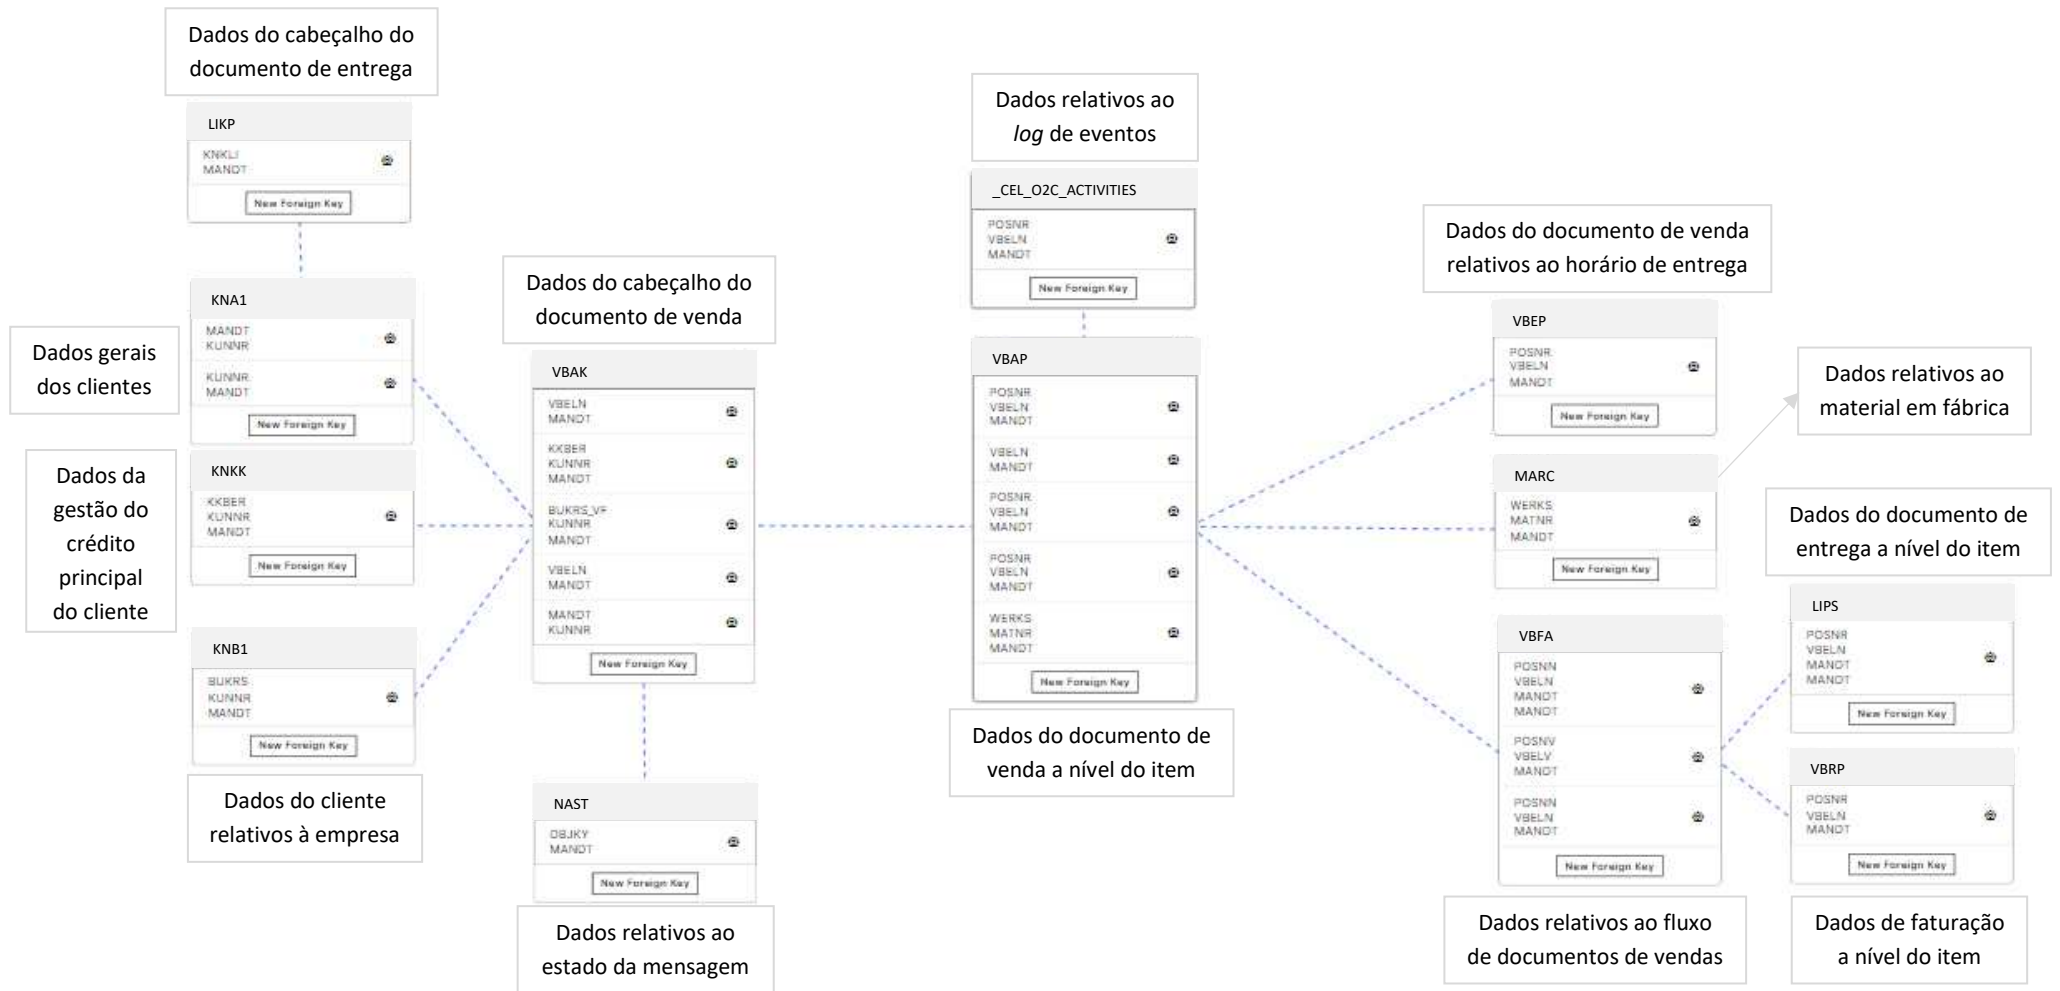 Dados do cabeçalho do
documento de entrega
LIKP
KNKLI
MANDT
New Foreign Key
KNA1
MANDT
KUNNR
KUNNR
MANDT
New Foreign Key
Dados gerais
dos clientes
KNKK
KKBER
KUNNR
MANDT
New Foreign Key
Dados da
gestão do
crédito
principal
do cliente
KNB1
BUKRS
KUNNR
MANDT
New Foreign Key
Dados do cliente
relativos à empresa
Dados do cabeçalho do
documento de venda
VBAK
VBELN
MANDT
KKBER
KUNNR
MANDT
BUKRS_VF
KUNNR
MANDT
VBELN
MANDT
MANDT
KUNNR
New Foreign Key
NAST
OBJKY
MANDT
New Foreign Key
Dados relativos ao
estado da mensagem
Dados relativos ao
log de eventos
_CEL_O2C_ACTIVITIES
POSNR
VBELN
MANDT
New Foreign Key
VBAP
POSNR
VBELN
MANDT
VBELN
MANDT
POSNR
VBELN
MANDT
POSNR
VBELN
MANDT
WERKS
MATNR
MANDT
New Foreign Key
Dados do documento de
venda a nível do item
Dados do documento de venda
relativos ao horário de entrega
VBEP
POSNR
VBELN
MANDT
New Foreign Key
Dados relativos ao
material em fábrica
MARC
WERKS
MATNR
MANDT
New Foreign Key
VBFA
POSNN
VBELN
MANDT
MANDT
POSNV
VBELV
MANDT
POSNN
VBELN
MANDT
New Foreign Key
Dados relativos ao fluxo
de documentos de vendas
Dados do documento de
entrega a nível do item
LIPS
POSNR
VBELN
MANDT
MANDT
New Foreign Key
VBRP
POSNR
VBELN
MANDT
New Foreign Key
Dados de faturação
a nível do item